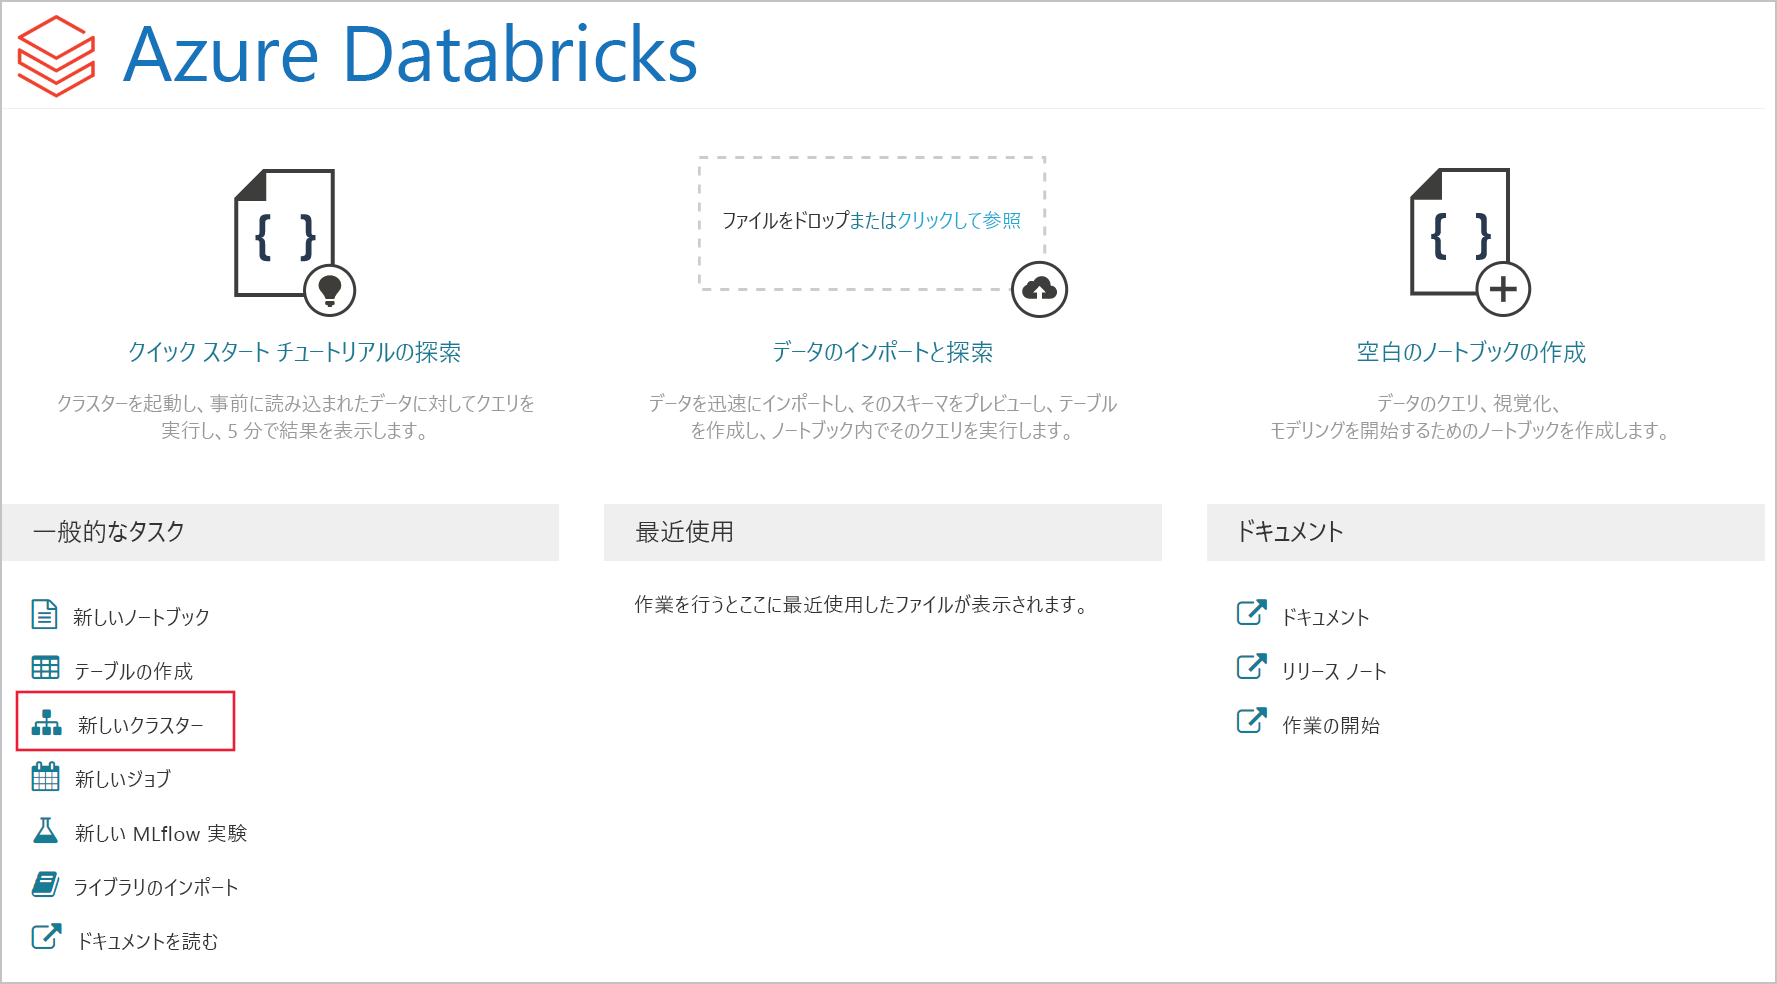 Azure Databricks
ファイルをドロップまたはクリックして参照
クイック スタート チュートリアルの探索
データのインポートと探索
空白のノートブックの作成
クラスターを起動し、事前に読み込まれたデータに対してクエリを
実行し、5 分で結果を表示します。
データを迅速にインポートし、そのスキーマをプレビューし、テーブル
を作成し、ノートブック内でそのクエリを実行します。
データのクエリ、視覚化、
モデリングを開始するためのノートブックを作成します。
一般的なタスク
新しいノートブック
テーブルの作成
新しいクラスター
新しいジョブ
新しい MLflow 実験
ライブラリのインポート
ドキュメントを読む
最近使用
作業を行うとここに最近使用したファイルが表示されます。
ドキュメント
ドキュメント
リリース ノート
作業の開始